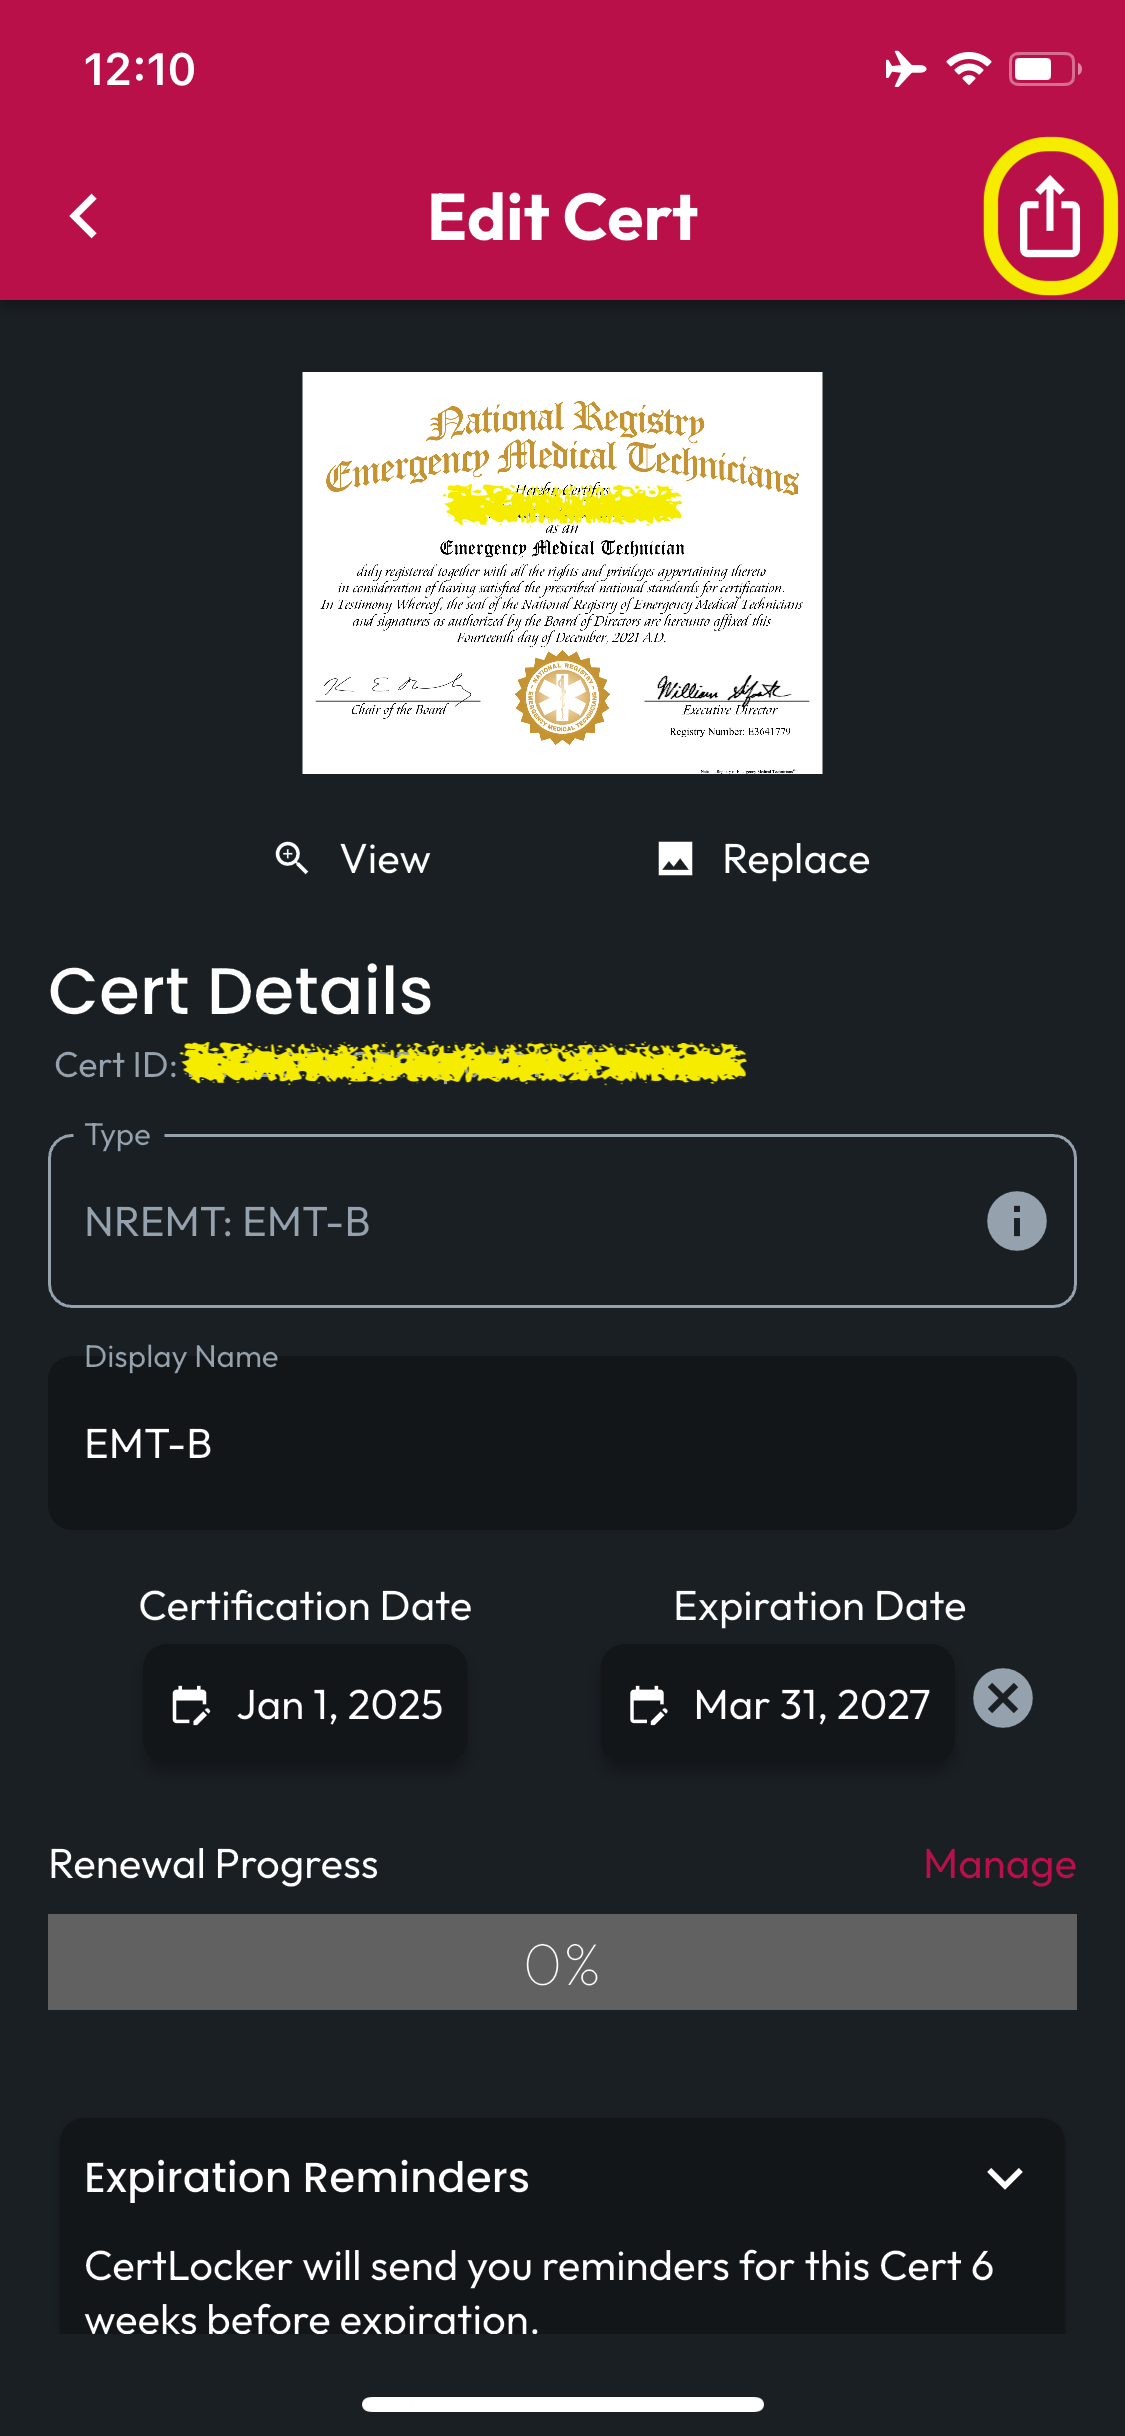 12:10
Edit Cert
National Registry
Emergency Medical Technicians
Hereby Certifies
as an
Emergency Medical Technician
duly registered together with all the rights and privileges appertaining thereto
in consideration of having satisfied the prescribed national standards for certification.
In Testimony Whereof, the seal of the National Registry of Emergency Medical Technicians
and signatures as authorized by the Board of Directors are hereunto affixed this
Fourteenth day of December, 2021 A.D.
NATIONAL REGISTRY
EMERGENCY MEDICAL TECHNICIANS
Chair of the Board
Executive Director
Registry Number: E3641779
View
Replace
Cert Details
Cert ID:
Type
NREMT: EMT-B
Display Name
EMT-B
Certification Date
Expiration Date
Jan 1, 2025
Mar 31, 2027
Renewal Progress
Manage
0%
Expiration Reminders
CertLocker will send you reminders for this Cert 6
weeks before expiration.